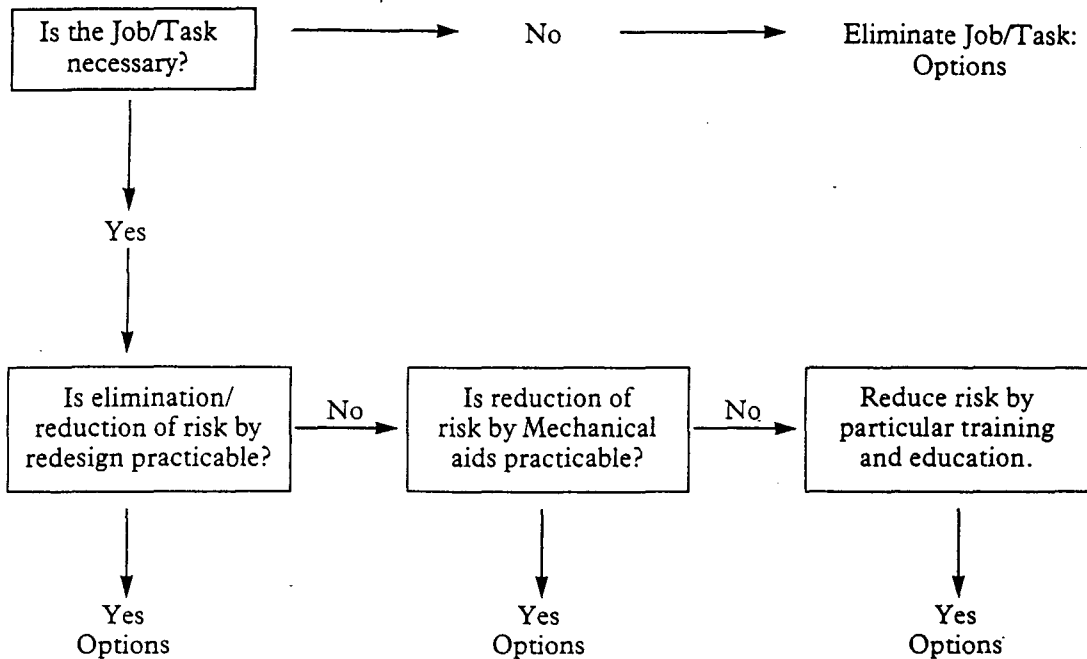 Is the Job/Task
necessary?
No
Eliminate Job/Task:
Options
Yes
Is elimination/
reduction of risk by
redesign practicable?
No
Is reduction of
risk by Mechanical
aids practicable?
No
Reduce risk by
particular training
and education.
Yes
Options
Yes
Options
Yes
Options